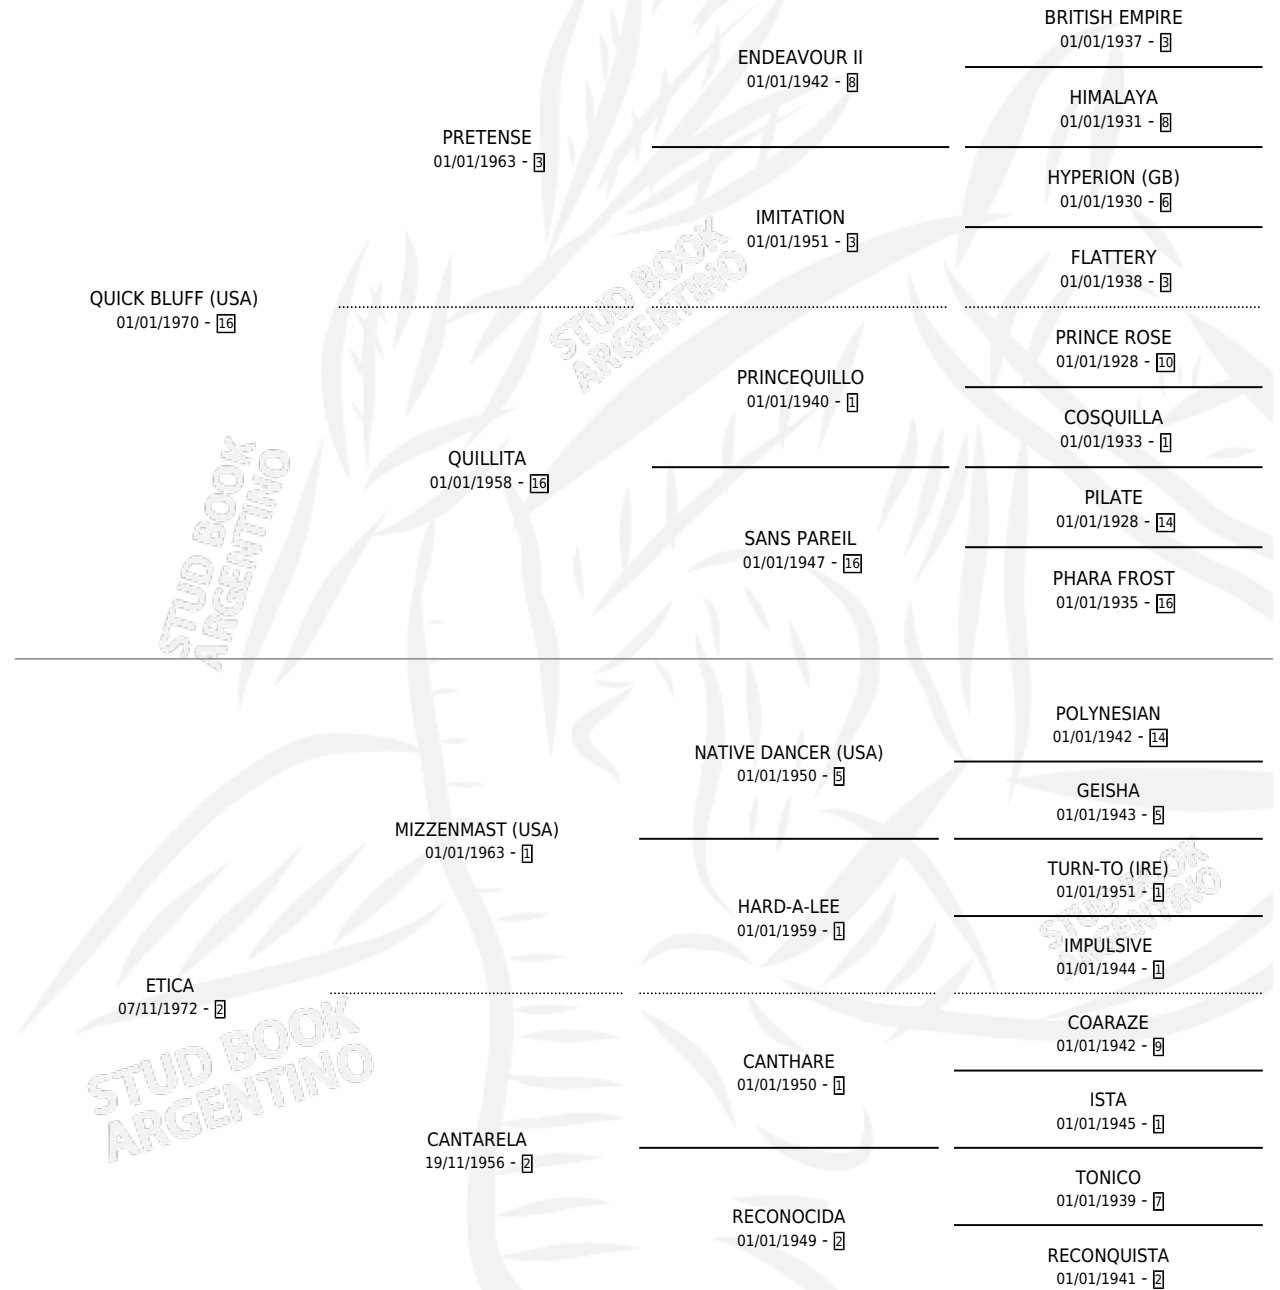 BRITISH EMPIRE
01/01/1937 - 3
ENDEAVOUR II
01/01/1942 - 8
HIMALAYA
01/01/1931 - 8
PRETENSE
01/01/1963 - 3
HYPERION (GB)
01/01/1930 - 6
IMITATION
01/01/1951 - 3
FLATTERY
01/01/1938 - 3
QUICK BLUFF (USA)
01/01/1970 - 16
PRINCE ROSE
01/01/1928 - 10
PRINCEQUILLO
01/01/1940 - 1
COSQUILLA
01/01/1933 - 1
QUILLITA
01/01/1958 - 16
PILATE
01/01/1928 - 14
SANS PAREIL
01/01/1947 - 16
PHARA FROST
01/01/1935 - 16
STUD BOOK
ARGENTINO
STUD BOOK
ARGENTINO
POLYNESIAN
01/01/1942 - 14
NATIVE DANCER (USA)
01/01/1950 - 5
GEISHA
01/01/1943 - 5
MIZZENMAST (USA)
01/01/1963 - 1
TURN-TO (IRE)
01/01/1951 - 1
HARD-A-LEE
01/01/1959 - 1
IMPULSIVE
01/01/1944 - 1
ETICA
07/11/1972 - 2
COARAZE
01/01/1942 - 9
CANTHARE
01/01/1950 - 1
ISTA
01/01/1945 - 1
CANTARELA
19/11/1956 - 2
TONICO
01/01/1939 - 7
RECONOCIDA
01/01/1949 - 2
RECONQUISTA
01/01/1941 - 2
STUD BOOK
ARGENTINO
STUD BOOK
ARGENTINO